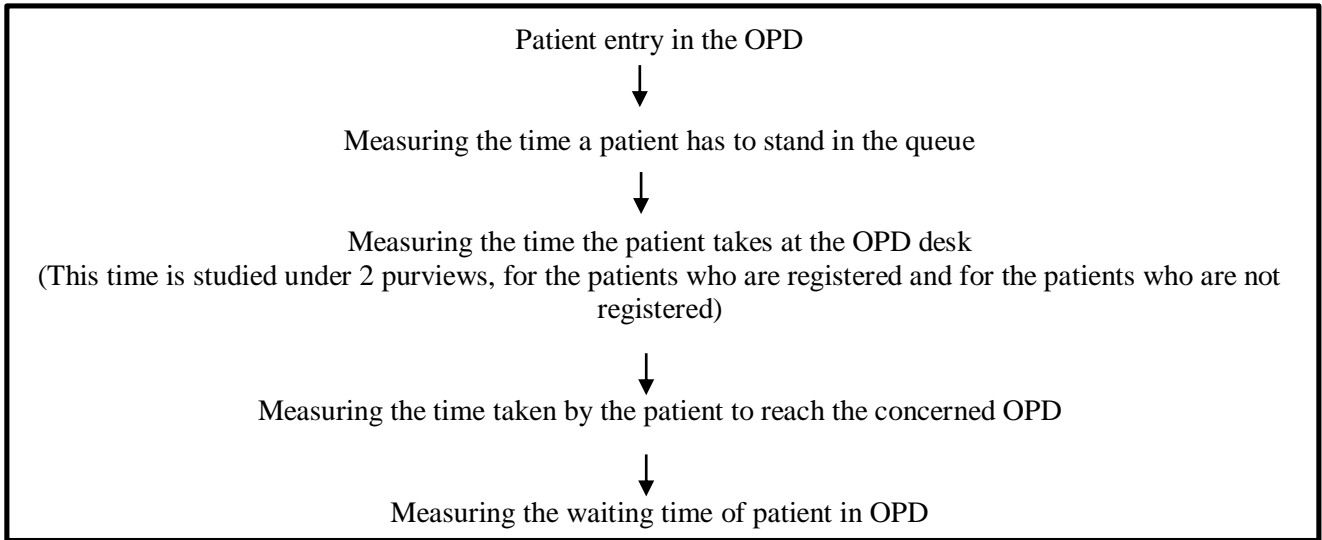 Patient entry in the OPD
Measuring the time a patient has to stand in the queue
Measuring the time the patient takes at the OPD desk
(This time is studied under 2 purviews, for the patients who are registered and for the patients who are not
registered)
Measuring the time taken by the patient to reach the concerned OPD
Measuring the waiting time of patient in OPD